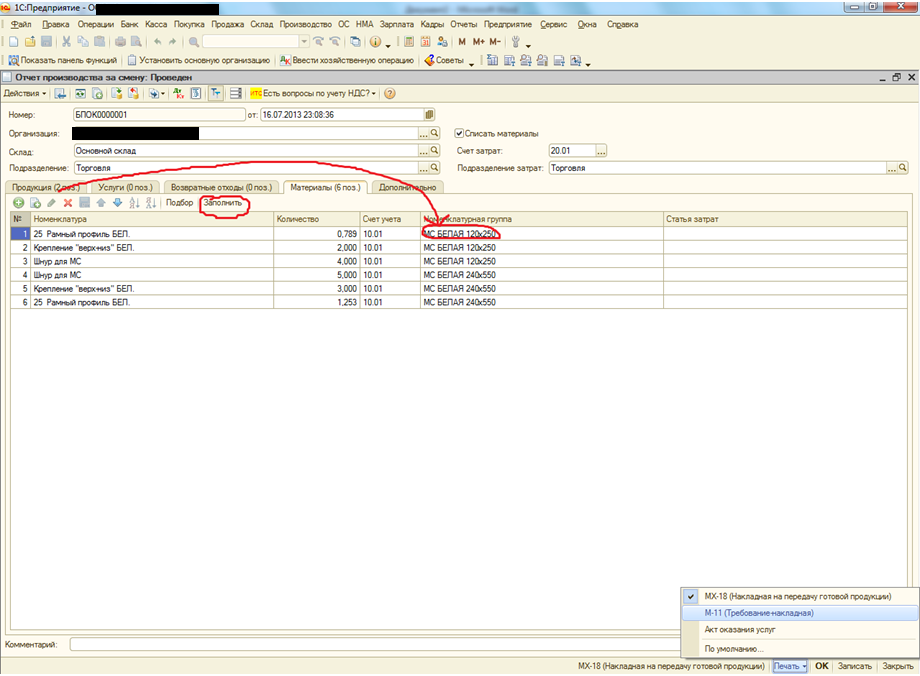 1С:Предприятие - О
Файл Правка Операции Банк Касса Покупка Продажа Склад Производство ОС НМА Зарплата Кадры Отчеты Предприятие Сервис Окна Справка
M M+ M-
Показать панель функций Установить основную организацию Ввести хозяйственную операцию Советы
Отчет производства за смену: Проведен
Действия ИТС Есть вопросы по учету НДС?
Номер: БПОК0000001 от: 16.07.2013 23:08:36
Организация: Списать материалы
Склад: Основной склад Счет затрат: 20.01
Подразделение: Торговля Подразделение затрат: Торговля
Продукция (2 поз.) Услуги (0 поз.) Возвратные отходы (0 поз.) Материалы (6 поз.) Дополнительно
Подбор Заполнить
№ Номенклатура Количество Счет учета Номенклатурная группа Статья затрат
1 25 Рамный профиль БЕЛ. 0,789 10.01 МС БЕЛАЯ 120х250
2 Крепление "верх-низ" БЕЛ. 2,000 10.01 МС БЕЛАЯ 120х250
3 Шнур для МС 4,000 10.01 МС БЕЛАЯ 120х250
4 Шнур для МС 5,000 10.01 МС БЕЛАЯ 240х550
5 Крепление "верх-низ" БЕЛ. 3,000 10.01 МС БЕЛАЯ 240х550
6 25 Рамный профиль БЕЛ. 1,253 10.01 МС БЕЛАЯ 240х550
МХ-18 (Накладная на передачу готовой продукции)
М-11 (Требование-накладная)
Акт оказания услуг
По умолчанию...
Комментарий:
МХ-18 (Накладная на передачу готовой продукции) Печать OK Записать Закрыть